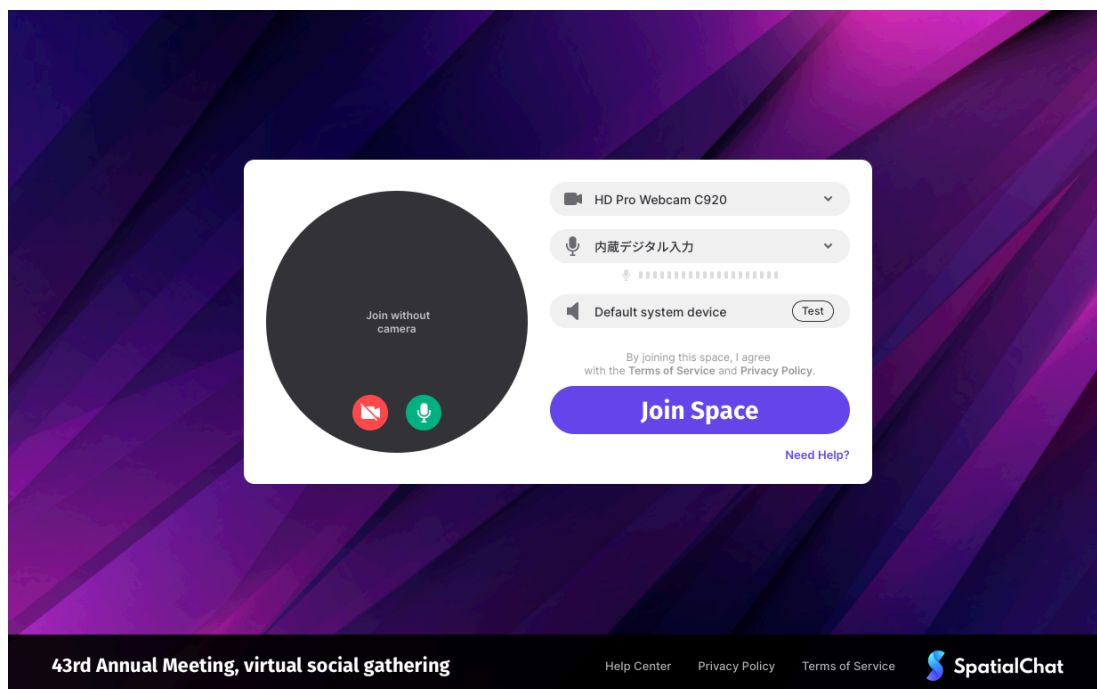 Join without
camera
HD Pro Webcam C920
内蔵デジタル入力
Default system device
Test
By joining this space, I agree
with the Terms of Service and Privacy Policy.
Join Space
Need Help?
43rd Annual Meeting, virtual social gathering
Help Center
Privacy Policy
Terms of Service
SpatialChat